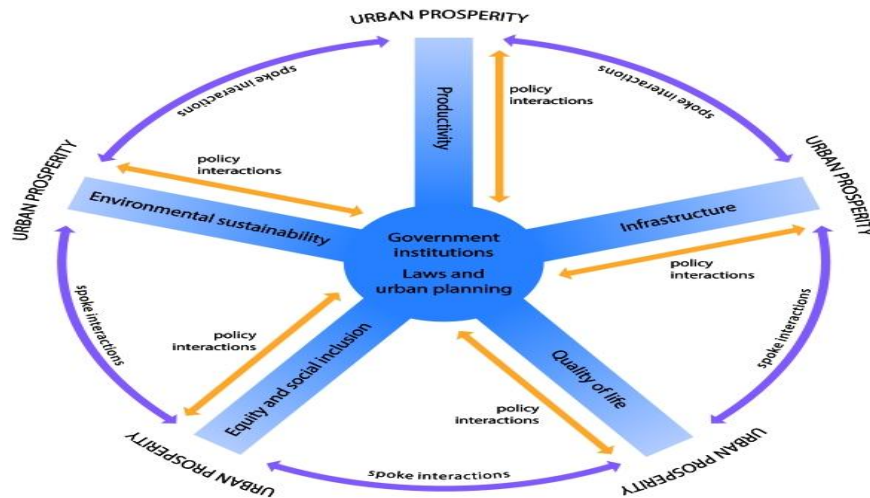 URBAN PROSPERITY
spoke interactions
spoke interactions
policy
interactions
Productivity
policy
interactions
URBAN PROSPERITY
URBAN PROSPERITY
Environmental sustainability
Infrastructure
Government
institutions
Laws and
urban planning
policy
interactions
spoke interactions
spoke interactions
policy
interactions
Equity and social inclusion
Quality of life
policy
interactions
URBAN PROSPERITY
spoke interactions
URBAN PROSPERITY